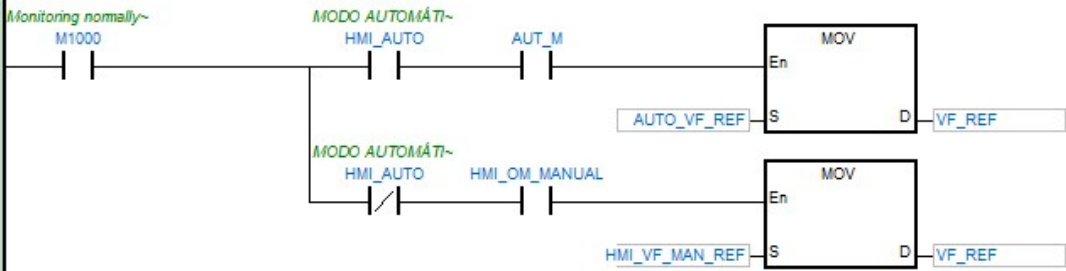 Monitoring normally~ MODO AUTOMÁTI~
M1000 HMI_AUTO AUT_M MOV
En
AUTO_VF_REF S D VF_REF
MODO AUTOMÁTI~
HMI_AUTO HMI_OM_MANUAL MOV
En
HMI_VF_MAN_REF S D VF_REF